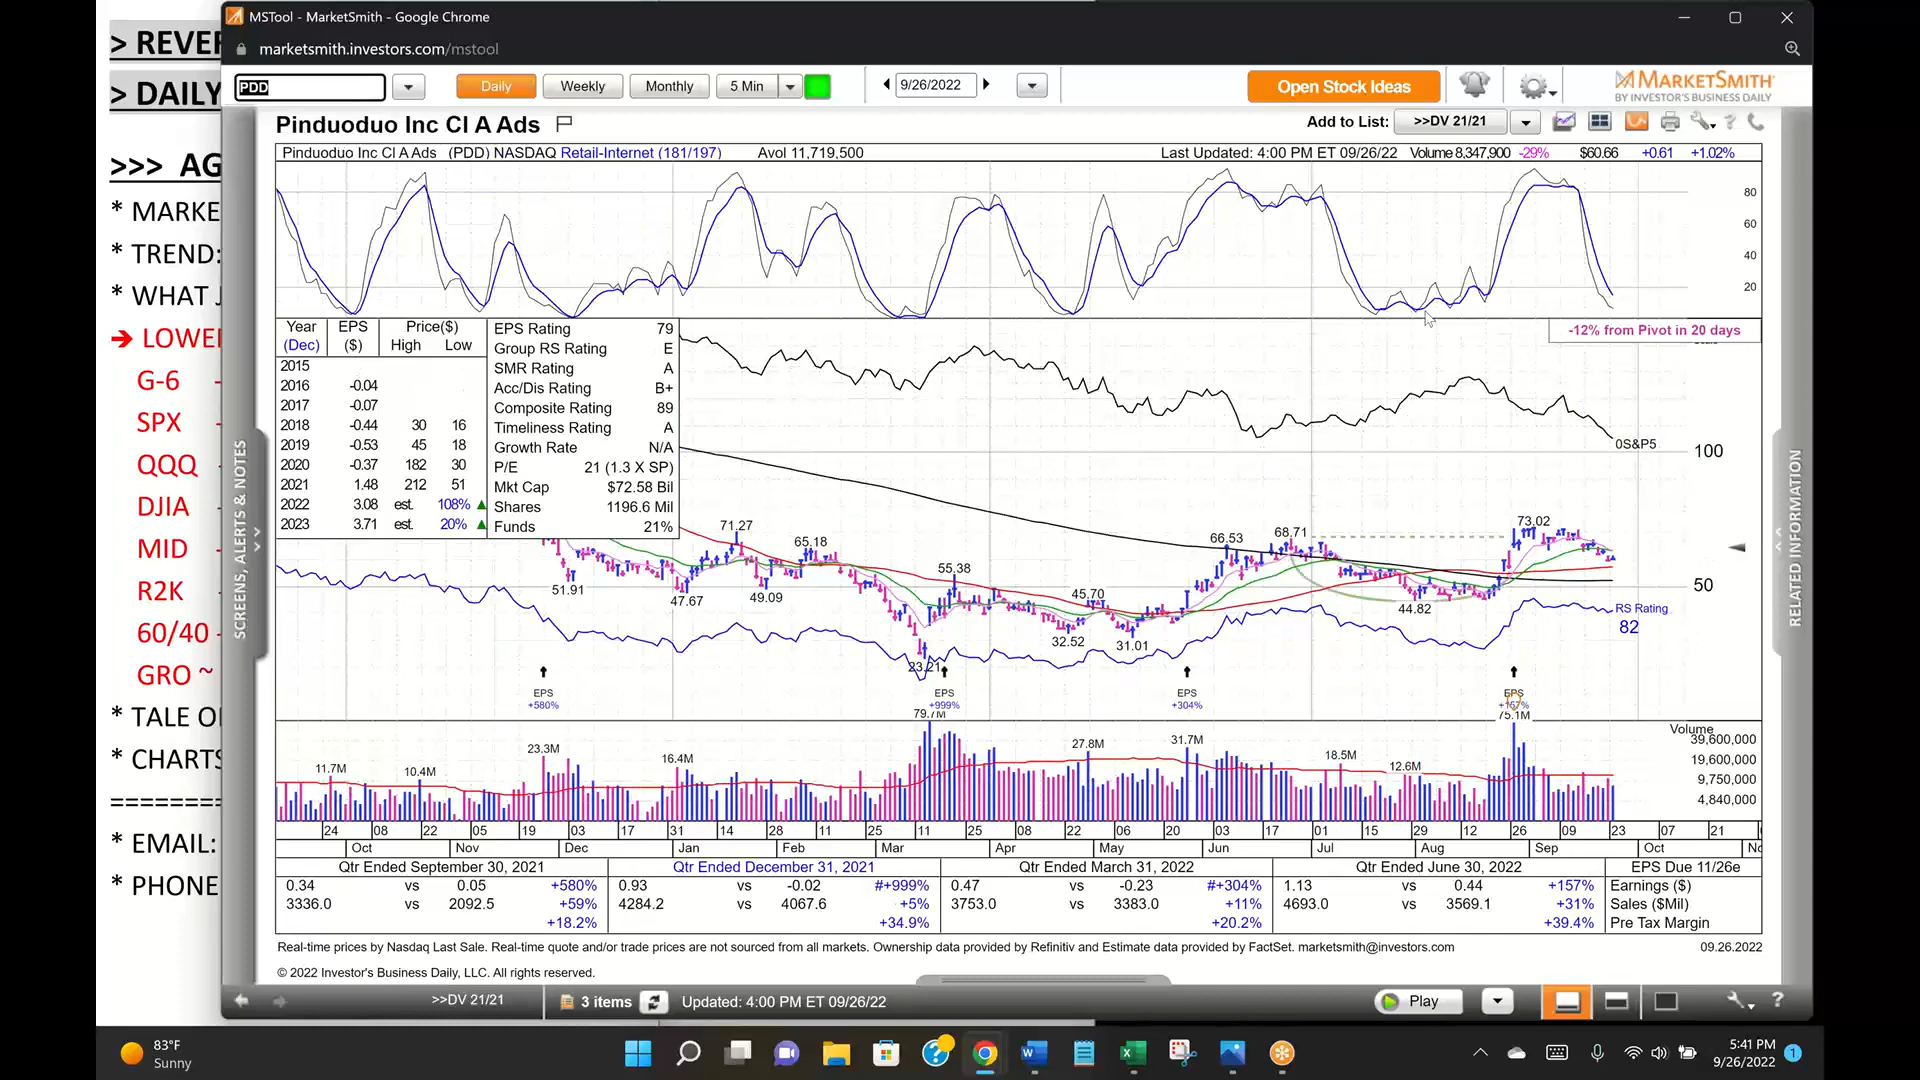 MSTool - MarketSmith - Google Chrome
marketsmith.investors.com/mstool
> REVER
> DAILY
>>> AG
* MARKE
* TREND:
* WHAT J
➔ LOWE
G-6 -
SPX -
QQQ -
DJIA -
MID -
R2K -
60/40 -
GRO ~
* TALE O
* CHARTS
========
* EMAIL:
* PHONE
PDD
Daily Weekly Monthly 5 Min 9/26/2022 Open Stock Ideas MARKETSMITH
BY INVESTOR'S BUSINESS DAILY
Pinduoduo Inc Cl A Ads Add to List: >>DV 21/21
Pinduoduo Inc Cl A Ads (PDD) NASDAQ Retail-Internet (181/197) Avol 11,719,500 Last Updated: 4:00 PM ET 09/26/22 Volume 8,347,900 -29% $60.66 +0.61 +1.02%
80
60
40
20
-12% from Pivot in 20 days
Year EPS Price($)
(Dec) ($) High Low
2015
2016 -0.04
2017 -0.07
2018 -0.44 30 16
2019 -0.53 45 18
2020 -0.37 182 30
2021 1.48 212 51
2022 3.08 est. 108% ▲
2023 3.71 est. 20% ▲
EPS Rating 79
Group RS Rating E
SMR Rating A
Acc/Dis Rating B+
Composite Rating 89
Timeliness Rating A
Growth Rate N/A
P/E 21 (1.3 X SP)
Mkt Cap $72.58 Bil
Shares 1196.6 Mil
Funds 21%
0S&P5
100
50
71.27
65.18
51.91
47.67
49.09
55.38
23.21
45.70
32.52
31.01
66.53
68.71
44.82
73.02
RS Rating
82
EPS
+580%
EPS
+999%
EPS
+304%
EPS
+157%
11.7M
10.4M
23.3M
16.4M
79.7M
27.8M
31.7M
18.5M
12.6M
75.1M
Volume
39,600,000
19,600,000
9,750,000
4,840,000
24 08 22 05 19 03 17 31 14 28 11 25 11 25 08 22 06 20 03 17 01 15 29 12 26 09 23 07 21
Oct Nov Dec Jan Feb Mar Apr May Jun Jul Aug Sep Oct No
Qtr Ended September 30, 2021 Qtr Ended December 31, 2021 Qtr Ended March 31, 2022 Qtr Ended June 30, 2022 EPS Due 11/26e
0.34 vs 0.05 +580% 0.93 vs -0.02 #+999% 0.47 vs -0.23 #+304% 1.13 vs 0.44 +157% Earnings ($)
3336.0 vs 2092.5 +59% 4284.2 vs 4067.6 +5% 3753.0 vs 3383.0 +11% 4693.0 vs 3569.1 +31% Sales ($Mil)
+18.2% +34.9% +20.2% +39.4% Pre Tax Margin
Real-time prices by Nasdaq Last Sale. Real-time quote and/or trade prices are not sourced from all markets. Ownership data provided by Refinitiv and Estimate data provided by FactSet. marketsmith@investors.com 09.26.2022
© 2022 Investor's Business Daily, LLC. All rights reserved.
SCREENS, ALERTS & NOTES
RELATED INFORMATION
>>DV 21/21 3 items Updated: 4:00 PM ET 09/26/22 Play ?
83°F
Sunny
5:41 PM
9/26/2022
1